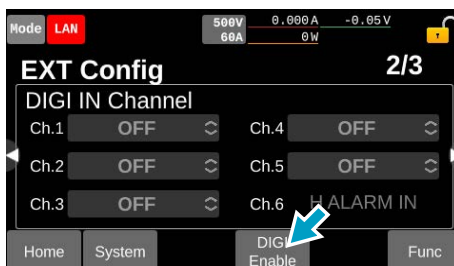 Mode LAN 500V 0.000A -0.05V
60A 0W
EXT Config 2/3
DIGI IN Channel
Ch.1 OFF Ch.4 OFF
Ch.2 OFF Ch.5 OFF
Ch.3 OFF Ch.6 H ALARM IN
Home System DIGI Enable Func